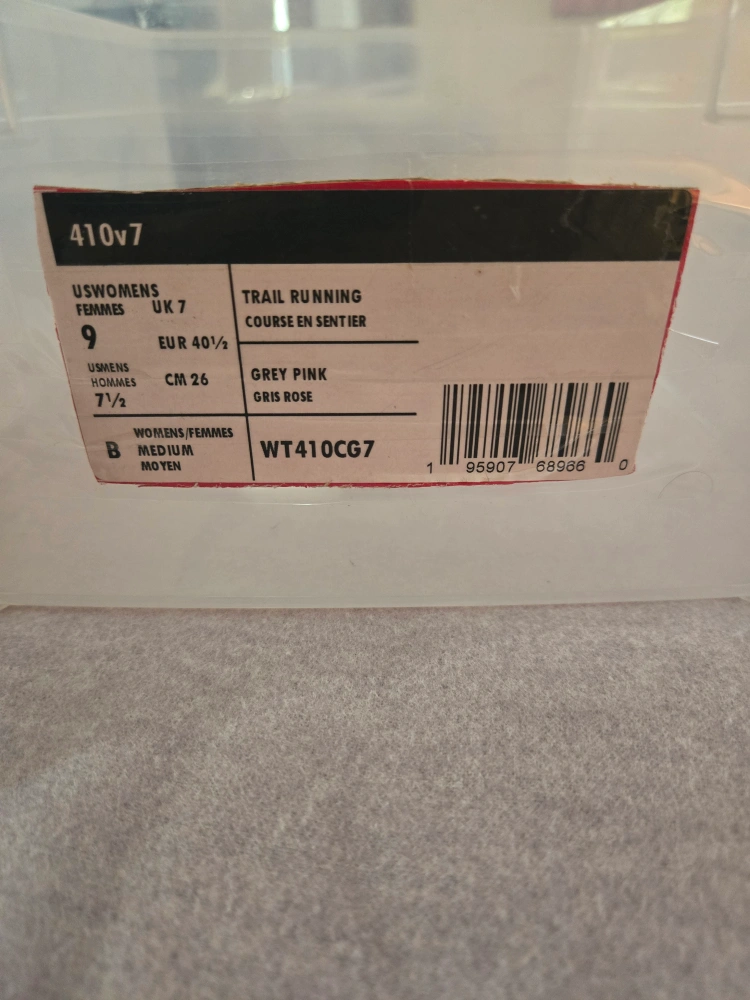 410v7
USWOMENS
FEMMES UK 7
9 EUR 40½
USMENS
HOMMES CM 26
7½
B WOMENS/FEMMES
MEDIUM
MOYEN
TRAIL RUNNING
COURSE EN SENTIER
GREY PINK
GRIS ROSE
WT410CG7
1 95907 68986 0